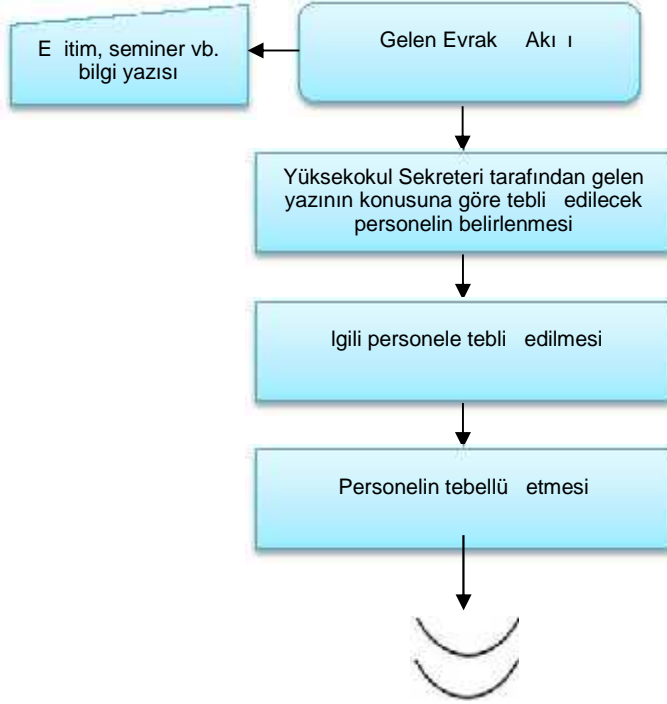 E itim, seminer vb.
bilgi yazısı
Gelen Evrak Akı ı
Yüksekokul Sekreteri tarafından gelen
yazının konusuna göre tebli edilecek
personelin belirlenmesi
Igili personele tebli edilmesi
Personelin tebellü etmesi